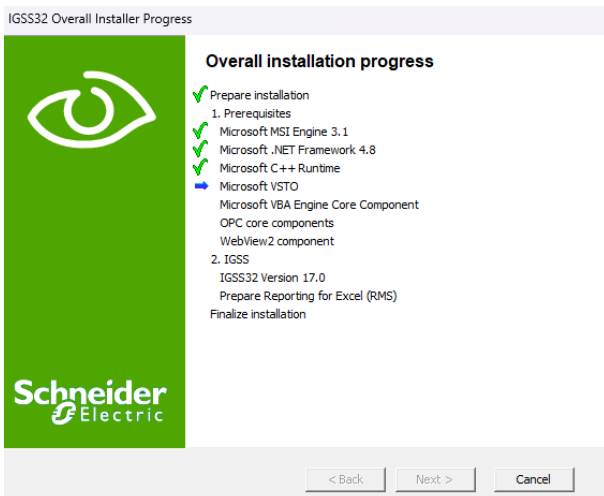 IGSS32 Overall Installer Progress
Overall installation progress
Prepare installation
1. Prerequisites
Microsoft MSI Engine 3.1
Microsoft .NET Framework 4.8
Microsoft C++ Runtime
Microsoft VSTO
Microsoft VBA Engine Core Component
OPC core components
WebView2 component
2. IGSS
IGSS32 Version 17.0
Prepare Reporting for Excel (RMS)
Finalize installation
Schneider
Electric
< Back
Next >
Cancel